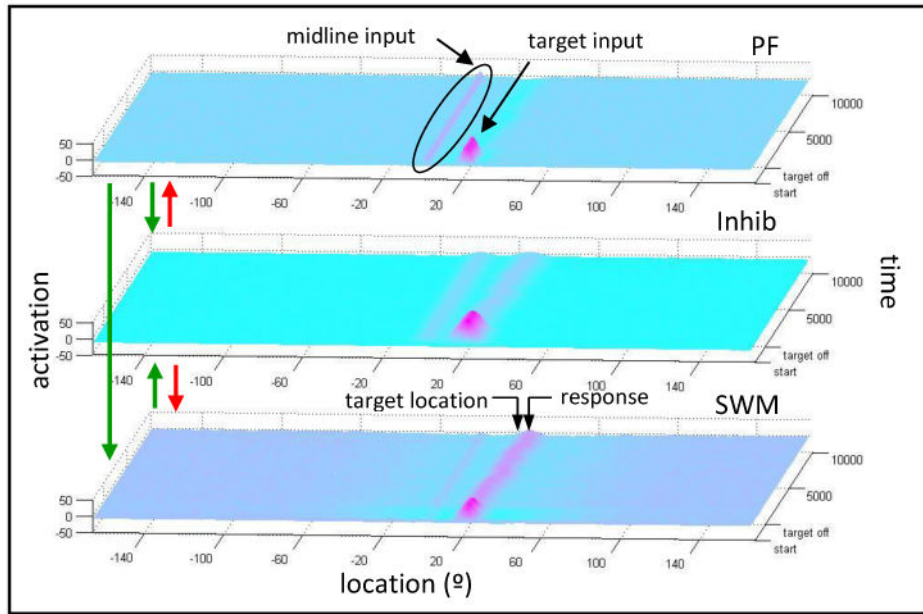 midline input
target input
PF
10000
5000
target off
start
50
0
-50
-140
-100
-60
-20
20
60
100
140
Inhib
time
activation
10000
5000
target off
start
50
0
-50
-140
-100
-60
-20
20
60
100
140
target location
response
SWM
10000
5000
target off
start
50
0
-50
-140
-100
-60
-20
20
60
100
140
location (º)